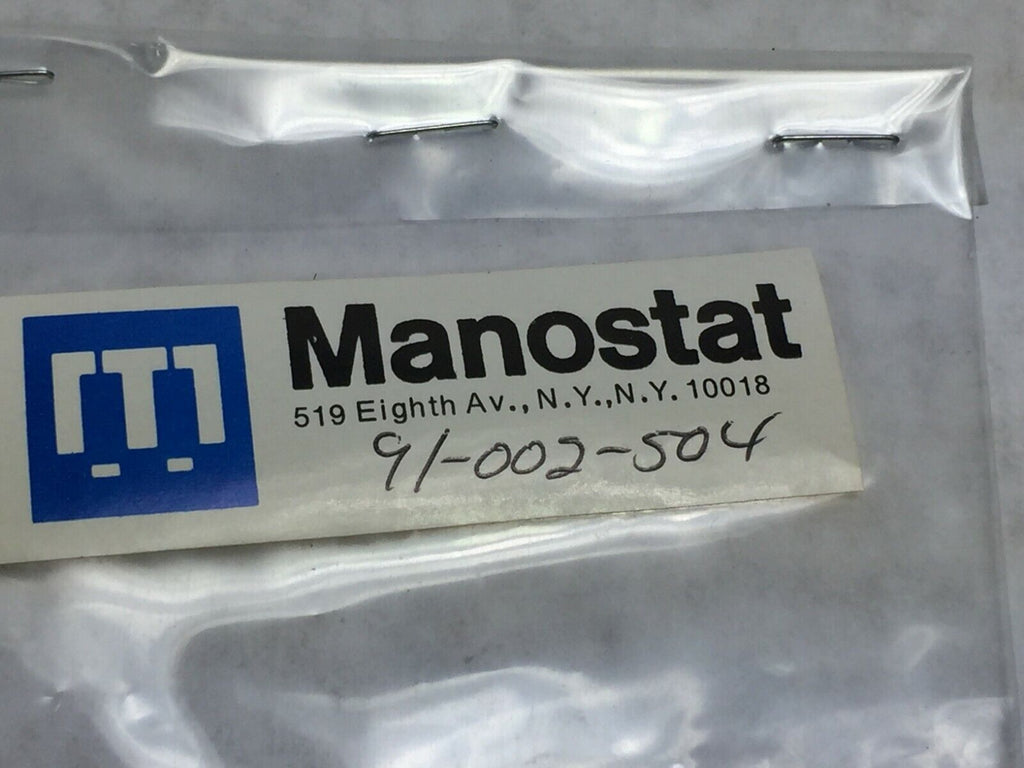 Manostat
519 Eighth Av., N.Y.,N.Y. 10018
91-002-504